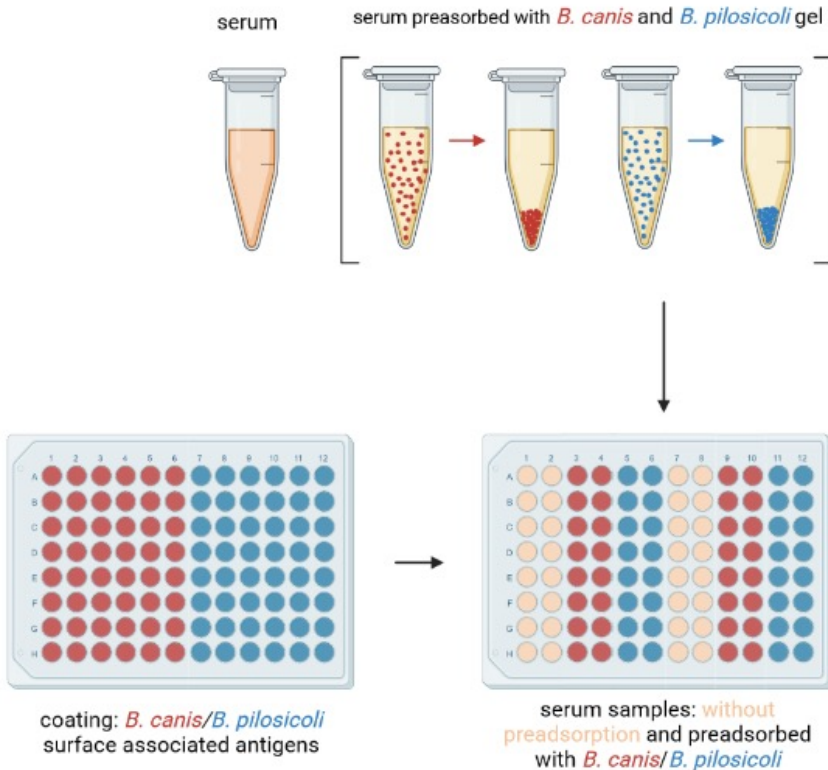 serum
serum preasorbed with B. canis and B. pilosicoli gel
1 2 3 4 5 6 7 8 9 10 11 12
A
B
C
D
E
F
G
H
1 2 3 4 5 6 7 8 9 10 11 12
A
B
C
D
E
F
G
H
coating: B. canis/B. pilosicoli
surface associated antigens
serum samples: without
preadsorption and preadsorbed
with B. canis/B. pilosicoli